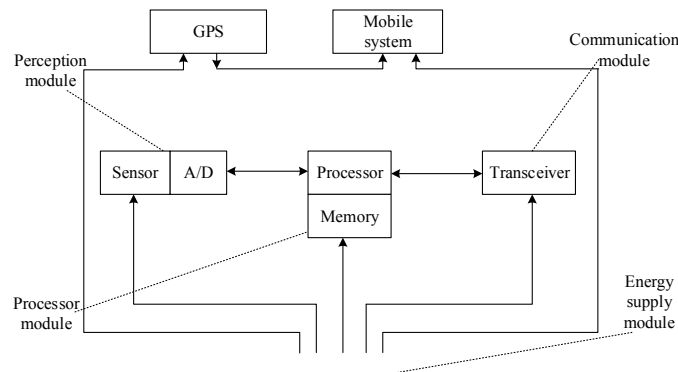 GPS
Mobile
system
Perception
module
Communication
module
Sensor
A/D
Processor
Transceiver
Memory
Processor
module
Energy
supply
module